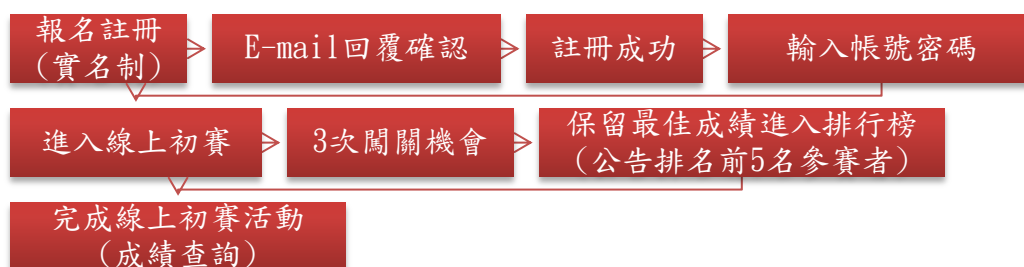 報名註冊
(實名制)
E-mail回覆確認
註冊成功
輸入帳號密碼
進入線上初賽
3次闖關機會
保留最佳成績進入排行榜
(公告排名前5名參賽者)
完成線上初賽活動
(成績查詢)